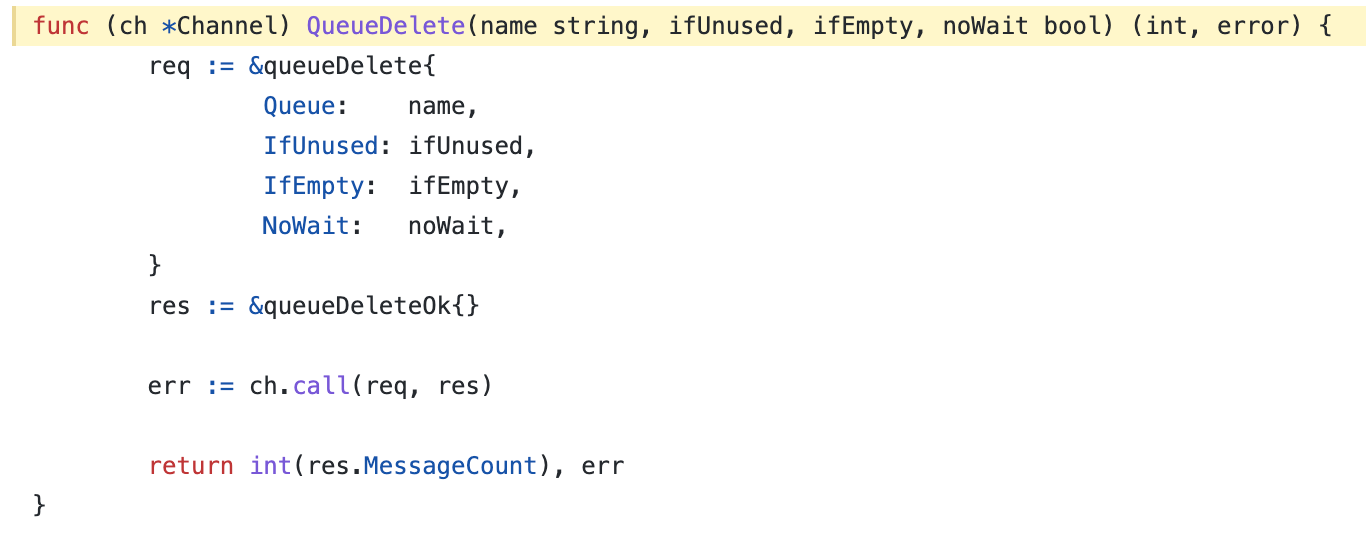 func (ch *Channel) QueueDelete(name string, ifUnused, ifEmpty, noWait bool) (int, error) {
        req := &queueDelete{
                Queue:    name,
                IfUnused: ifUnused,
                IfEmpty:  ifEmpty,
                NoWait:   noWait,
        }
        res := &queueDeleteOk{}

        err := ch.call(req, res)

        return int(res.MessageCount), err
}